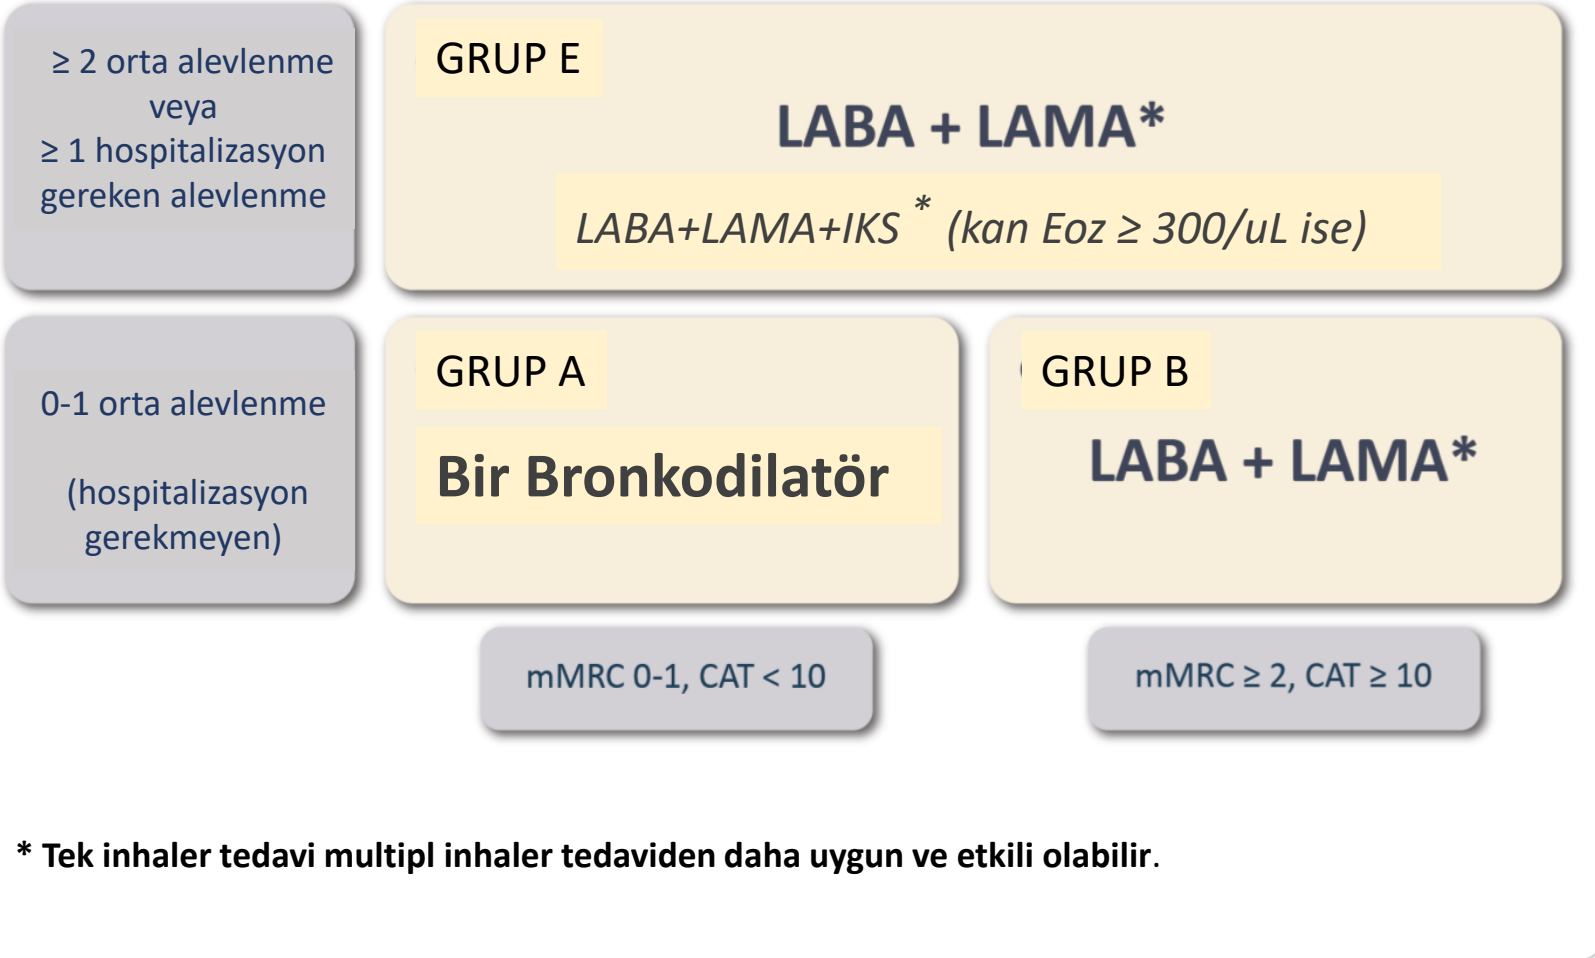 ≥ 2 orta alevlenme
veya
≥ 1 hospitalizasyon
gereken alevlenme
GRUP E
LABA + LAMA*
LABA+LAMA+IKS * (kan Eoz ≥ 300/uL ise)
0-1 orta alevlenme
(hospitalizasyon
gerekmeyen)
GRUP A
Bir Bronkodilatör
GRUP B
LABA + LAMA*
mMRC 0-1, CAT < 10
mMRC ≥ 2, CAT ≥ 10
* Tek inhaler tedavi multipl inhaler tedaviden daha uygun ve etkili olabilir.